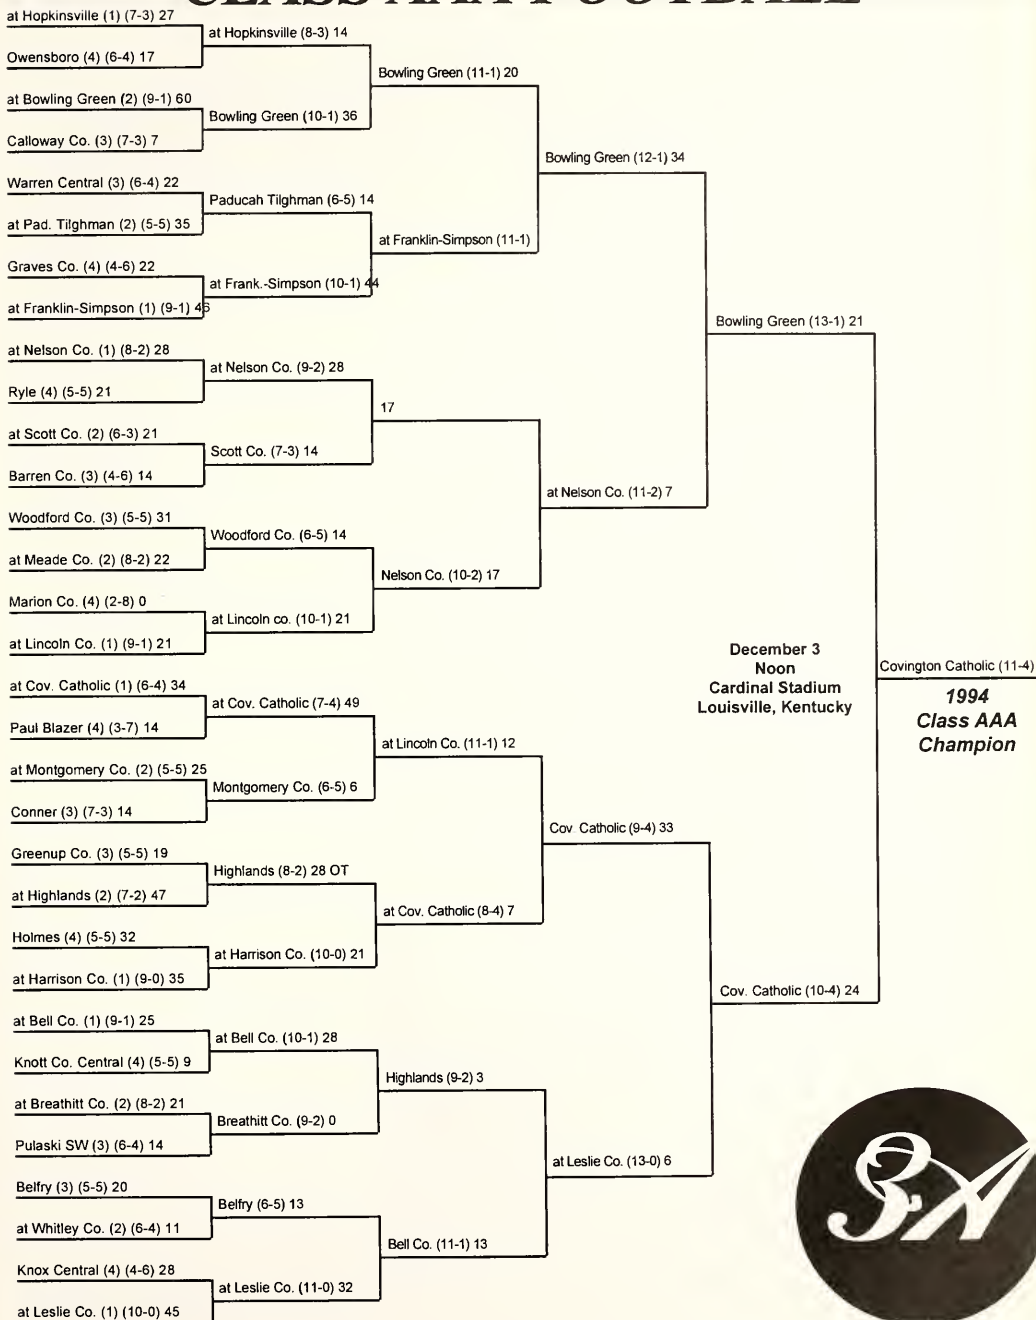 CLASS AAA FOOTBALL
at Hopkinsville (1) (7-3) 27
Owensboro (4) (6-4) 17
at Bowling Green (2) (9-1) 60
Calloway Co. (3) (7-3) 7
Warren Central (3) (6-4) 22
at Pad. Tilghman (2) (5-5) 35
Graves Co. (4) (4-6) 22
at Franklin-Simpson (1) (9-1) 46
at Nelson Co. (1) (8-2) 28
Ryle (4) (5-5) 21
at Scott Co. (2) (6-3) 21
Barren Co. (3) (4-6) 14
Woodford Co. (3) (5-5) 31
at Meade Co. (2) (8-2) 22
Marion Co. (4) (2-8) 0
at Lincoln Co. (1) (9-1) 21
at Cov. Catholic (1) (6-4) 34
Paul Blazer (4) (3-7) 14
at Montgomery Co. (2) (5-5) 25
Conner (3) (7-3) 14
Greenup Co. (3) (5-5) 19
at Highlands (2) (7-2) 47
Holmes (4) (5-5) 32
at Harrison Co. (1) (9-0) 35
at Bell Co. (1) (9-1) 25
Knott Co. Central (4) (5-5) 9
at Breathitt Co. (2) (8-2) 21
Pulaski SW (3) (6-4) 14
Belfry (3) (5-5) 20
at Whitley Co. (2) (6-4) 11
Knox Central (4) (4-6) 28
at Leslie Co. (1) (10-0) 45
at Hopkinsville (8-3) 14
Bowling Green (10-1) 36
Paducah Tilghman (6-5) 14
at Frank.-Simpson (10-1) 44
at Nelson Co. (9-2) 28
Scott Co. (7-3) 14
Woodford Co. (6-5) 14
at Lincoln co. (10-1) 21
at Cov. Catholic (7-4) 49
Montgomery Co. (6-5) 6
Highlands (8-2) 28 OT
at Harrison Co. (10-0) 21
at Bell Co. (10-1) 28
Breathitt Co. (9-2) 0
Belfry (6-5) 13
at Leslie Co. (11-0) 32
Bowling Green (11-1) 20
at Franklin-Simpson (11-1)
17
Nelson Co. (10-2) 17
at Lincoln Co. (11-1) 12
at Cov. Catholic (8-4) 7
Highlands (9-2) 3
Bell Co. (11-1) 13
Bowling Green (12-1) 34
at Nelson Co. (11-2) 7
Cov. Catholic (9-4) 33
at Leslie Co. (13-0) 6
Bowling Green (13-1) 21
Cov. Catholic (10-4) 24
December 3
Noon
Cardinal Stadium
Louisville, Kentucky
Covington Catholic (11-4)
1994
Class AAA
Champion
3A